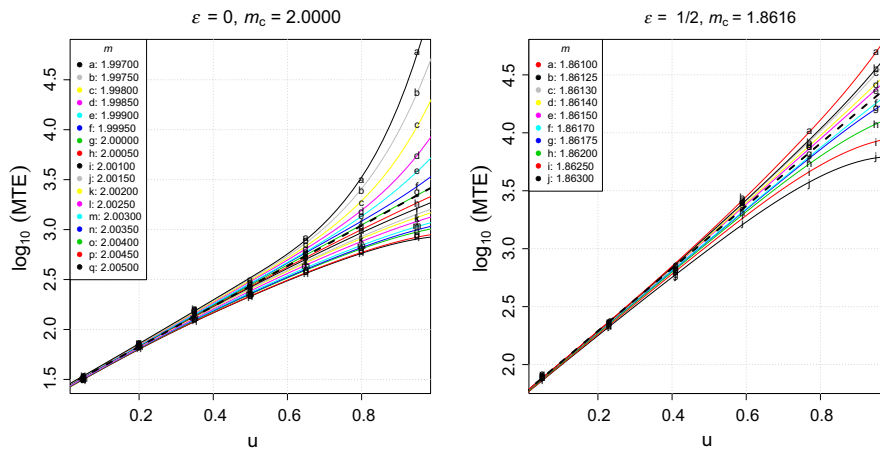 ε = 0, m_c = 2.0000
m
a: 1.99700
b: 1.99750
c: 1.99800
d: 1.99850
e: 1.99900
f: 1.99950
g: 2.00000
h: 2.00050
i: 2.00100
j: 2.00150
k: 2.00200
l: 2.00250
m: 2.00300
n: 2.00350
o: 2.00400
p: 2.00450
q: 2.00500
a
b
c
d
e
log10 (MTE)
4.5
4.0
3.5
3.0
2.5
2.0
1.5
0.2
0.4
0.6
0.8
u
ε = 1/2, m_c = 1.8616
m
a: 1.86100
b: 1.86125
c: 1.86130
d: 1.86140
e: 1.86150
f: 1.86170
g: 1.86175
h: 1.86200
i: 1.86250
j: 1.86300
a
h
i
j
log10 (MTE)
4.5
4.0
3.5
3.0
2.5
2.0
0.2
0.4
0.6
0.8
u